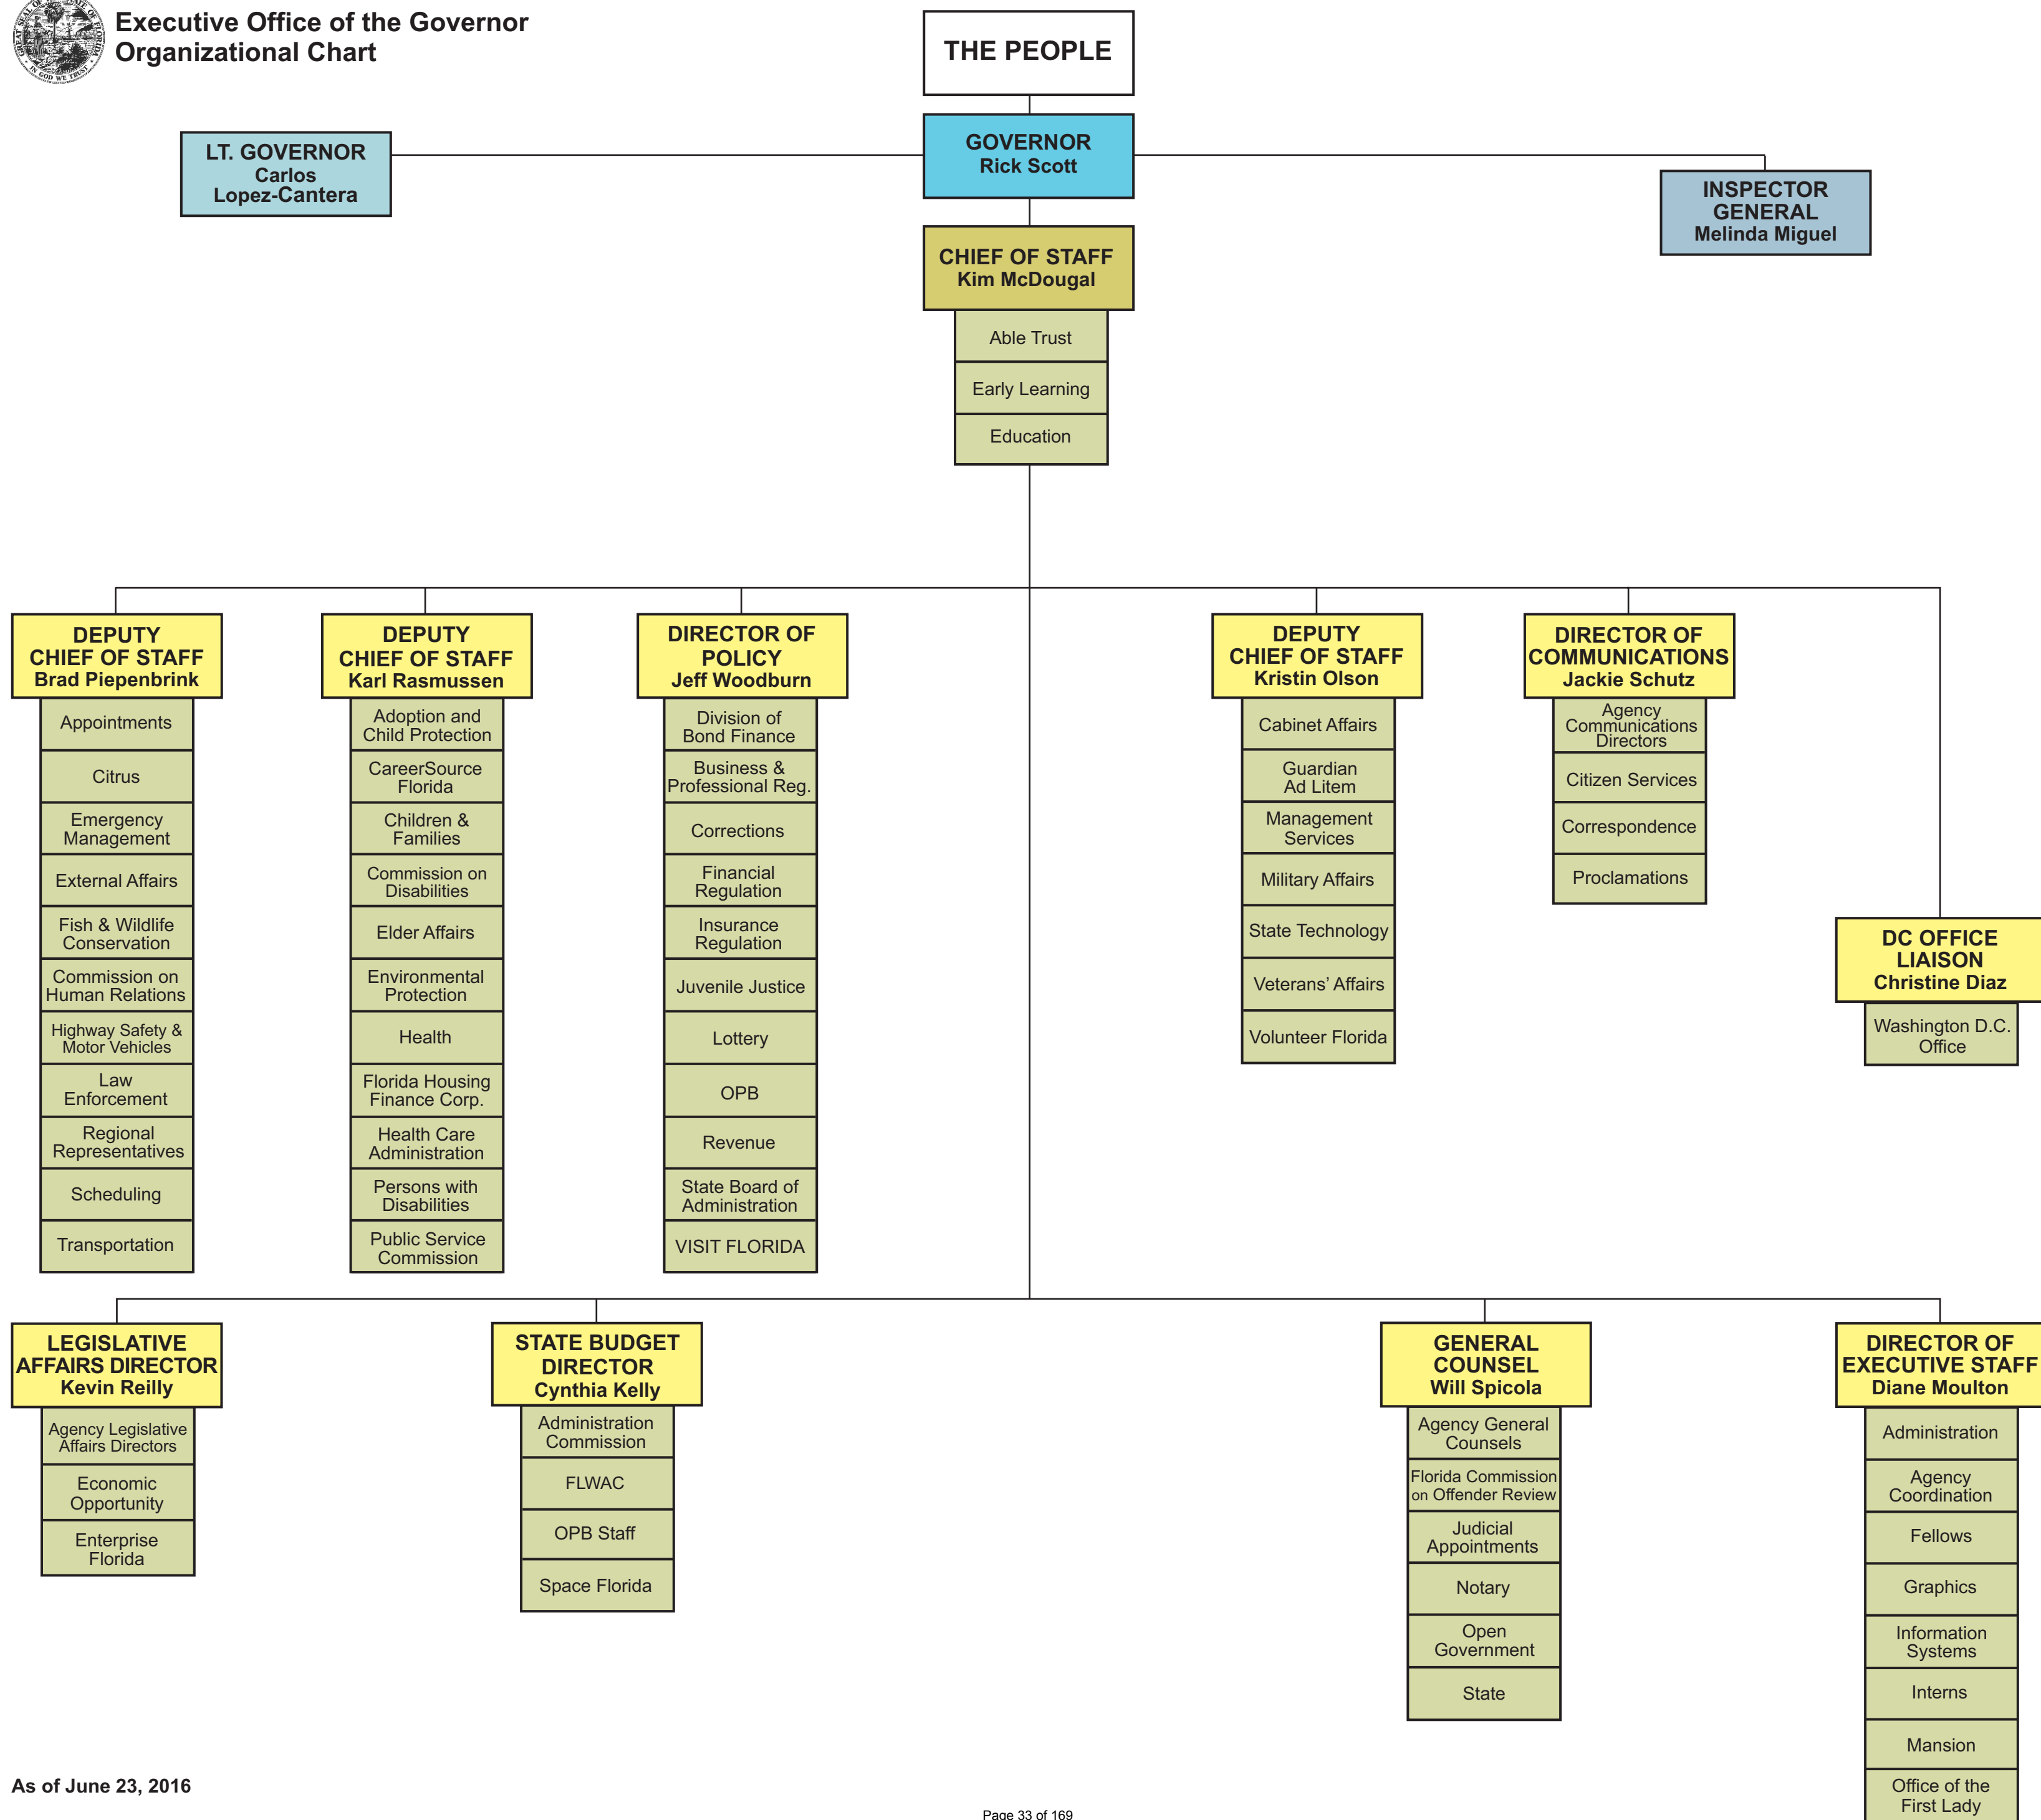 GREAT SEAL OF THE STATE OF FLORIDA
IN GOD WE TRUST
Executive Office of the Governor
Organizational Chart
THE PEOPLE
GOVERNOR
Rick Scott
LT. GOVERNOR
Carlos
Lopez-Cantera
INSPECTOR
GENERAL
Melinda Miguel
CHIEF OF STAFF
Kim McDougal
Able Trust
Early Learning
Education
DEPUTY
CHIEF OF STAFF
Brad Piepenbrink
Appointments
Citrus
Emergency
Management
External Affairs
Fish & Wildlife
Conservation
Commission on
Human Relations
Highway Safety &
Motor Vehicles
Law
Enforcement
Regional
Representatives
Scheduling
Transportation
DEPUTY
CHIEF OF STAFF
Karl Rasmussen
Adoption and
Child Protection
CareerSource
Florida
Children &
Families
Commission on
Disabilities
Elder Affairs
Environmental
Protection
Health
Florida Housing
Finance Corp.
Health Care
Administration
Persons with
Disabilities
Public Service
Commission
DIRECTOR OF
POLICY
Jeff Woodburn
Division of
Bond Finance
Business &
Professional Reg.
Corrections
Financial
Regulation
Insurance
Regulation
Juvenile Justice
Lottery
OPB
Revenue
State Board of
Administration
VISIT FLORIDA
DEPUTY
CHIEF OF STAFF
Kristin Olson
Cabinet Affairs
Guardian
Ad Litem
Management
Services
Military Affairs
State Technology
Veterans’ Affairs
Volunteer Florida
DIRECTOR OF
COMMUNICATIONS
Jackie Schutz
Agency
Communications
Directors
Citizen Services
Correspondence
Proclamations
DC OFFICE
LIAISON
Christine Diaz
Washington D.C.
Office
LEGISLATIVE
AFFAIRS DIRECTOR
Kevin Reilly
Agency Legislative
Affairs Directors
Economic
Opportunity
Enterprise
Florida
STATE BUDGET
DIRECTOR
Cynthia Kelly
Administration
Commission
FLWAC
OPB Staff
Space Florida
GENERAL
COUNSEL
Will Spicola
Agency General
Counsels
Florida Commission
on Offender Review
Judicial
Appointments
Notary
Open
Government
State
DIRECTOR OF
EXECUTIVE STAFF
Diane Moulton
Administration
Agency
Coordination
Fellows
Graphics
Information
Systems
Interns
Mansion
Office of the
First Lady
As of June 23, 2016
Page 33 of 169